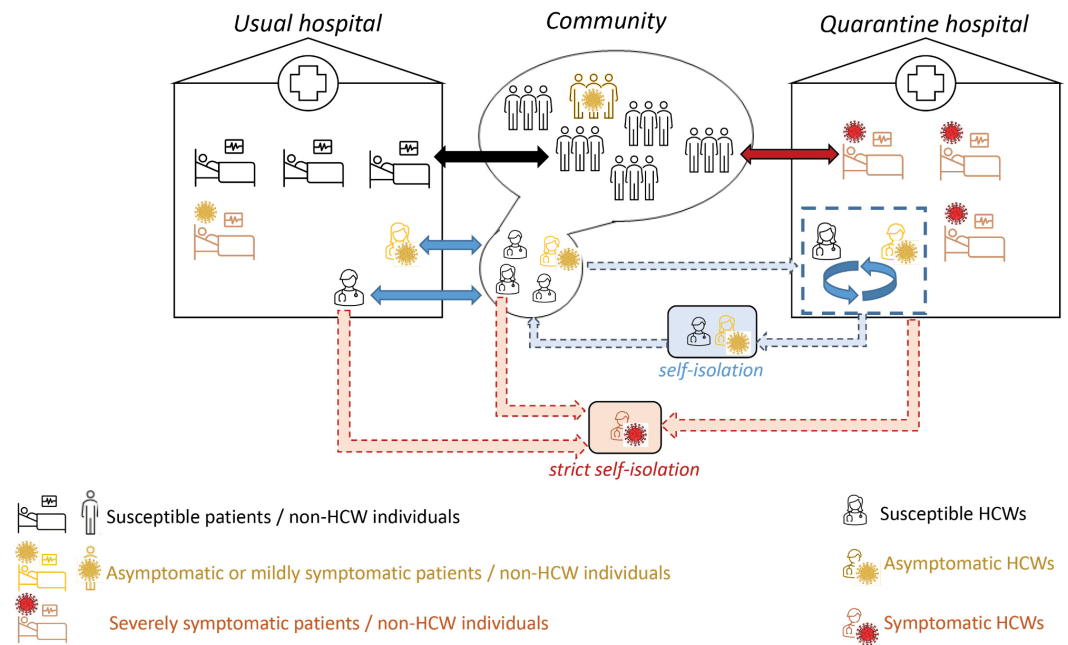 Usual hospital
Community
Quarantine hospital
self-isolation
strict self-isolation
Susceptible patients / non-HCW individuals
Susceptible HCWs
Asymptomatic or mildly symptomatic patients / non-HCW individuals
Asymptomatic HCWs
Severely symptomatic patients / non-HCW individuals
Symptomatic HCWs